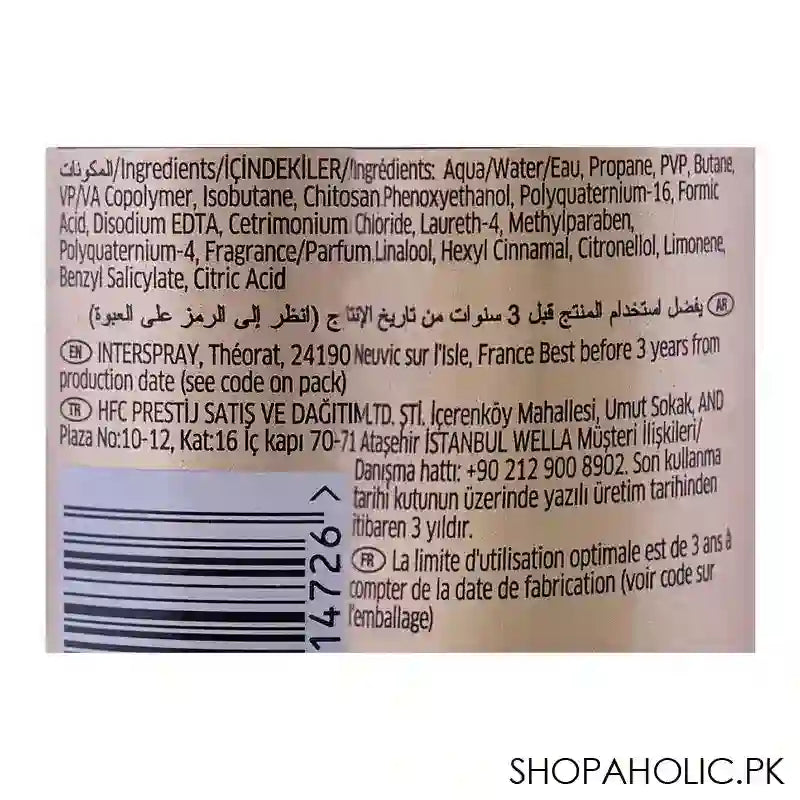 المكونات/Ingredients/İÇİNDEKİLER/Ingrédients: Aqua/Water/Eau, Propane, PVP, Butane,
VP/VA Copolymer, Isobutane, Chitosan,Phenoxyethanol, Polyquaternium-16, Formic
Acid, Disodium EDTA, Cetrimonium Chloride, Laureth-4, Methylparaben,
Polyquaternium-4, Fragrance/Parfum,Linalool, Hexyl Cinnamal, Citronellol, Limonene,
Benzyl Salicylate, Citric Acid
AR يفضل استخدام المنتج قبل 3 سنوات من تاريخ الإنتاج (انظر إلى الرمز على العبوة)
EN INTERSPRAY, Théorat, 24190 Neuvic sur l'Isle, France Best before 3 years from
production date (see code on pack)
TR HFC PRESTİJ SATIŞ VE DAĞITIM LTD. ŞTİ. İçerenköy Mahallesi, Umut Sokak, AND
Plaza No:10-12, Kat:16 İç kapı 70-71 Ataşehir İSTANBUL WELLA Müşteri İlişkileri/
Danışma hattı: +90 212 900 8902. Son kullanma
tarihi kutunun üzerinde yazılı üretim tarihinden
itibaren 3 yıldır.
FR La limite d'utilisation optimale est de 3 ans à
compter de la date de fabrication (voir code sur
l'emballage)
14726 >
SHOPAHOLIC.PK